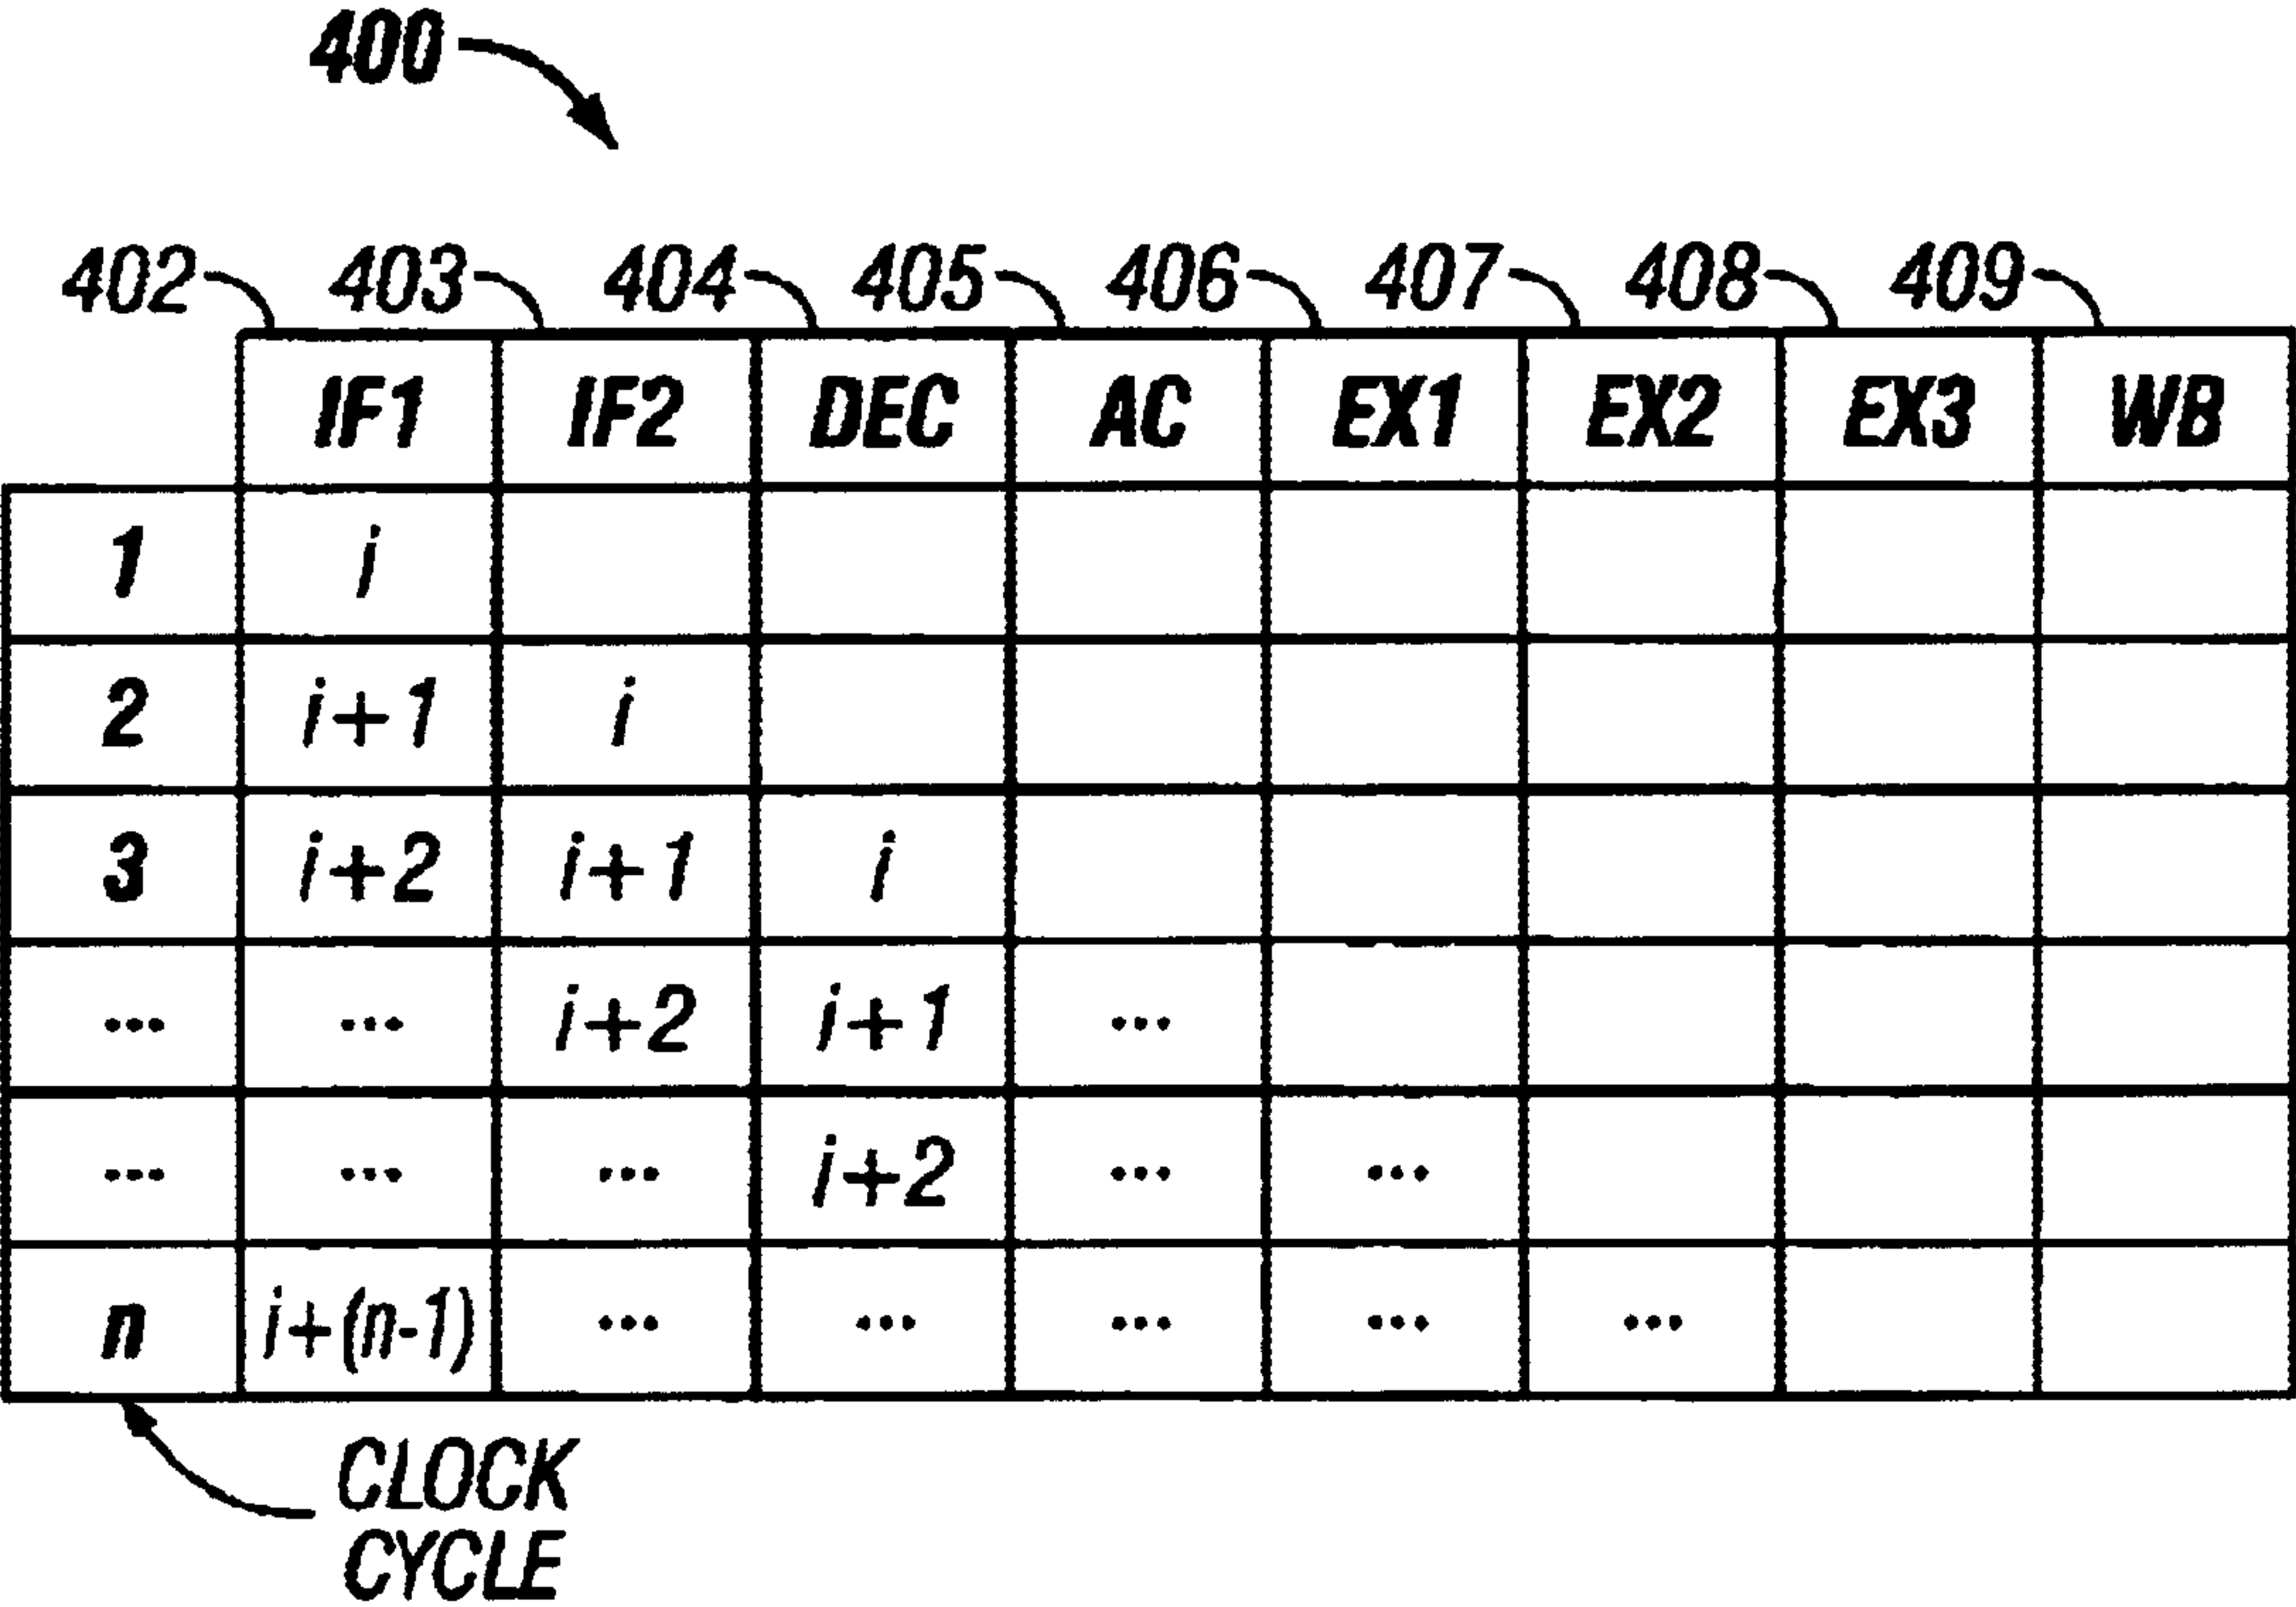 400
402 403 404 405 406 407 408 409
IF1 IF2 DEC AC EX1 EX2 EX3 WB
1 i
2 i+1 i
3 i+2 i+1 i
... ... i+2 i+1 ...
... ... ... i+2 ... ...
n i+(n-1) ... ... ... ... ...
CLOCK
CYCLE